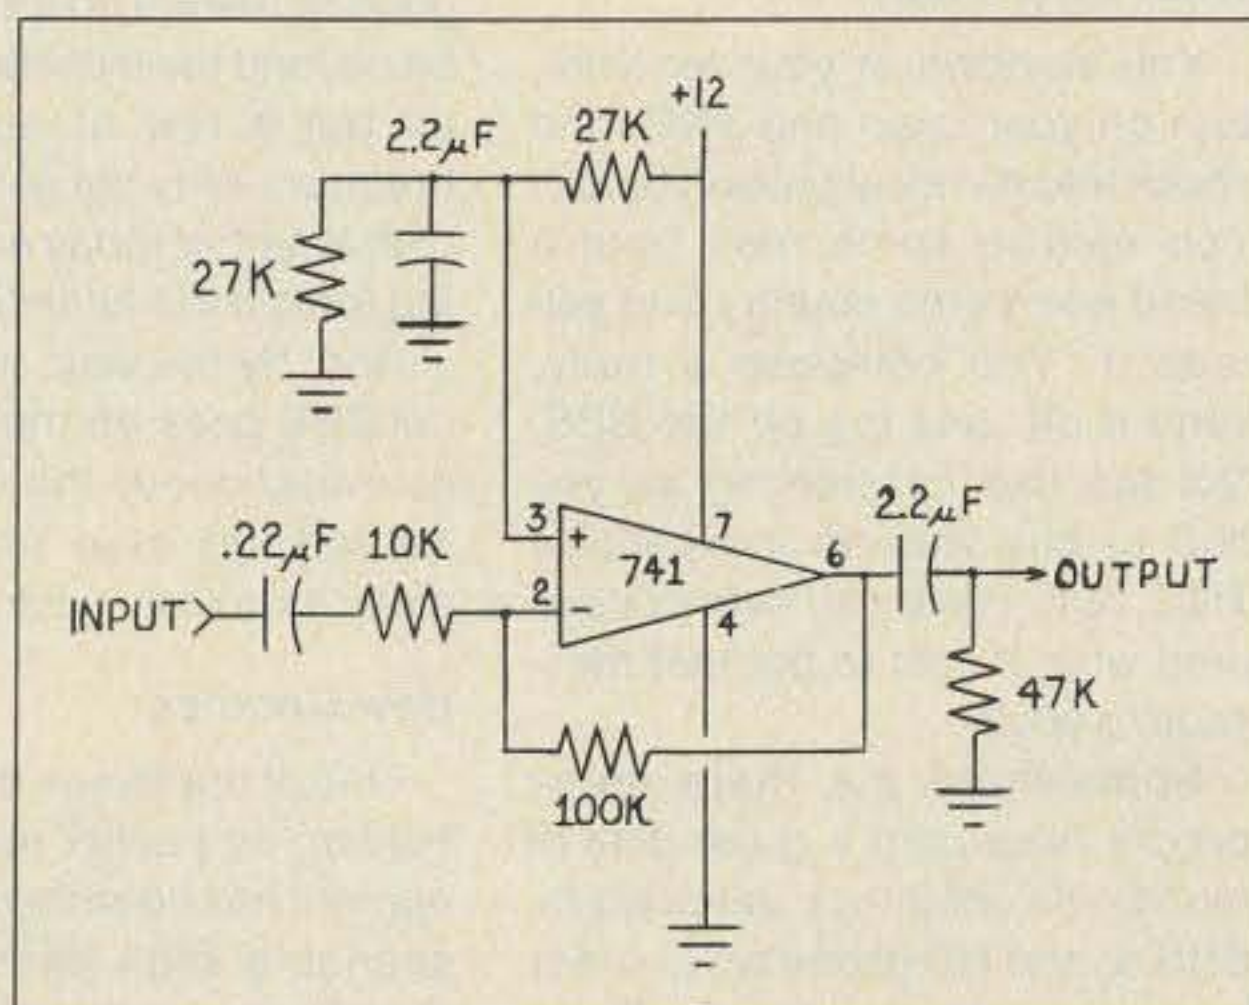 +12
2.2µF
27K
27K
.22µF
10K
INPUT
3
+
741
7
2
-
4
6
2.2µF
OUTPUT
47K
100K